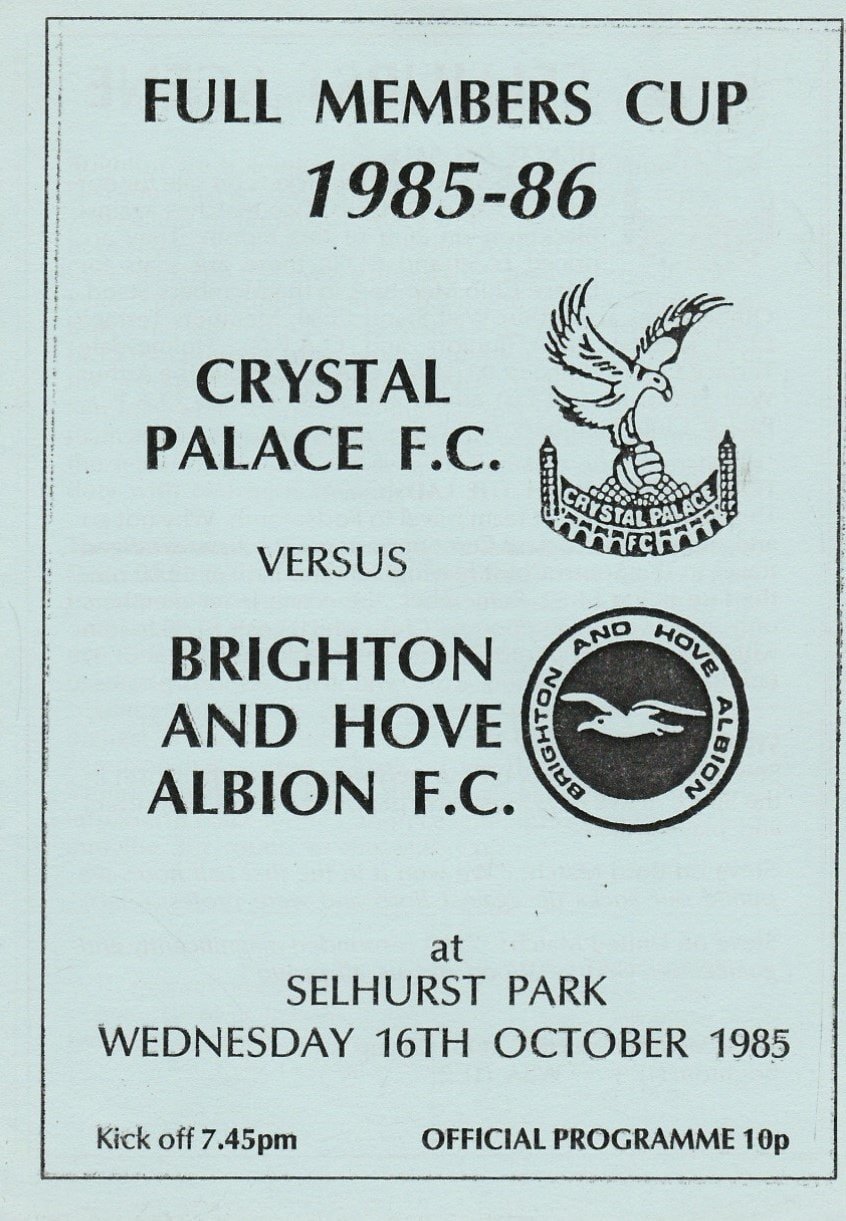 FULL MEMBERS CUP
1985-86
CRYSTAL
PALACE F.C.
CRYSTAL PALACE
FC
VERSUS
BRIGHTON
AND HOVE
ALBION F.C.
BRIGHTON AND HOVE ALBION
at
SELHURST PARK
WEDNESDAY 16TH OCTOBER 1985
Kick off 7.45pm
OFFICIAL PROGRAMME 10p